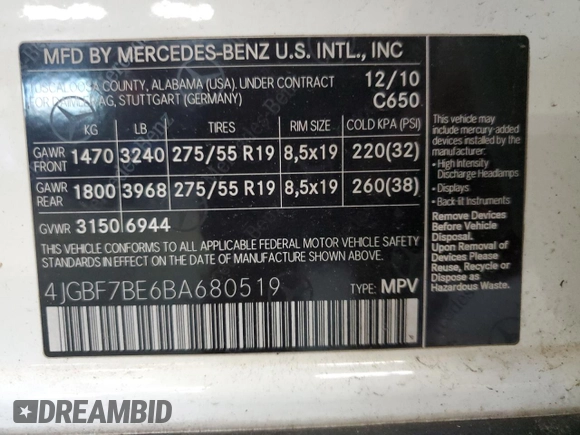 MFD BY MERCEDES-BENZ U.S. INTL., INC
TUSCALOOSA COUNTY, ALABAMA (USA). UNDER CONTRACT
FOR DAIMLER AG, STUTTGART (GERMANY)
12/10
C650
KG LB TIRES RIM SIZE COLD KPA (PSI)
GAWR FRONT 1470 3240 275/55 R19 8,5x19 220(32)
GAWR REAR 1800 3968 275/55 R19 8,5x19 260(38)
GVWR 3150 6944
THIS VEHICLE CONFORMS TO ALL APPLICABLE FEDERAL MOTOR VEHICLE SAFETY
STANDARDS IN EFFECT ON THE DATE OF MANUFACTURE SHOWN ABOVE.
4JGBF7BE6BA680519
TYPE: MPV
This vehicle may
include mercury-added
devices installed by the
manufacturer:
- High Intensity
Discharge Headlamps
- Displays
- Back-lit Instruments
Remove Devices
Before Vehicle
Disposal.
Upon Removal of
Devices Please
Reuse, Recycle or
Dispose as
Hazardous Waste.
Mercedes-Benz
DREAMBID